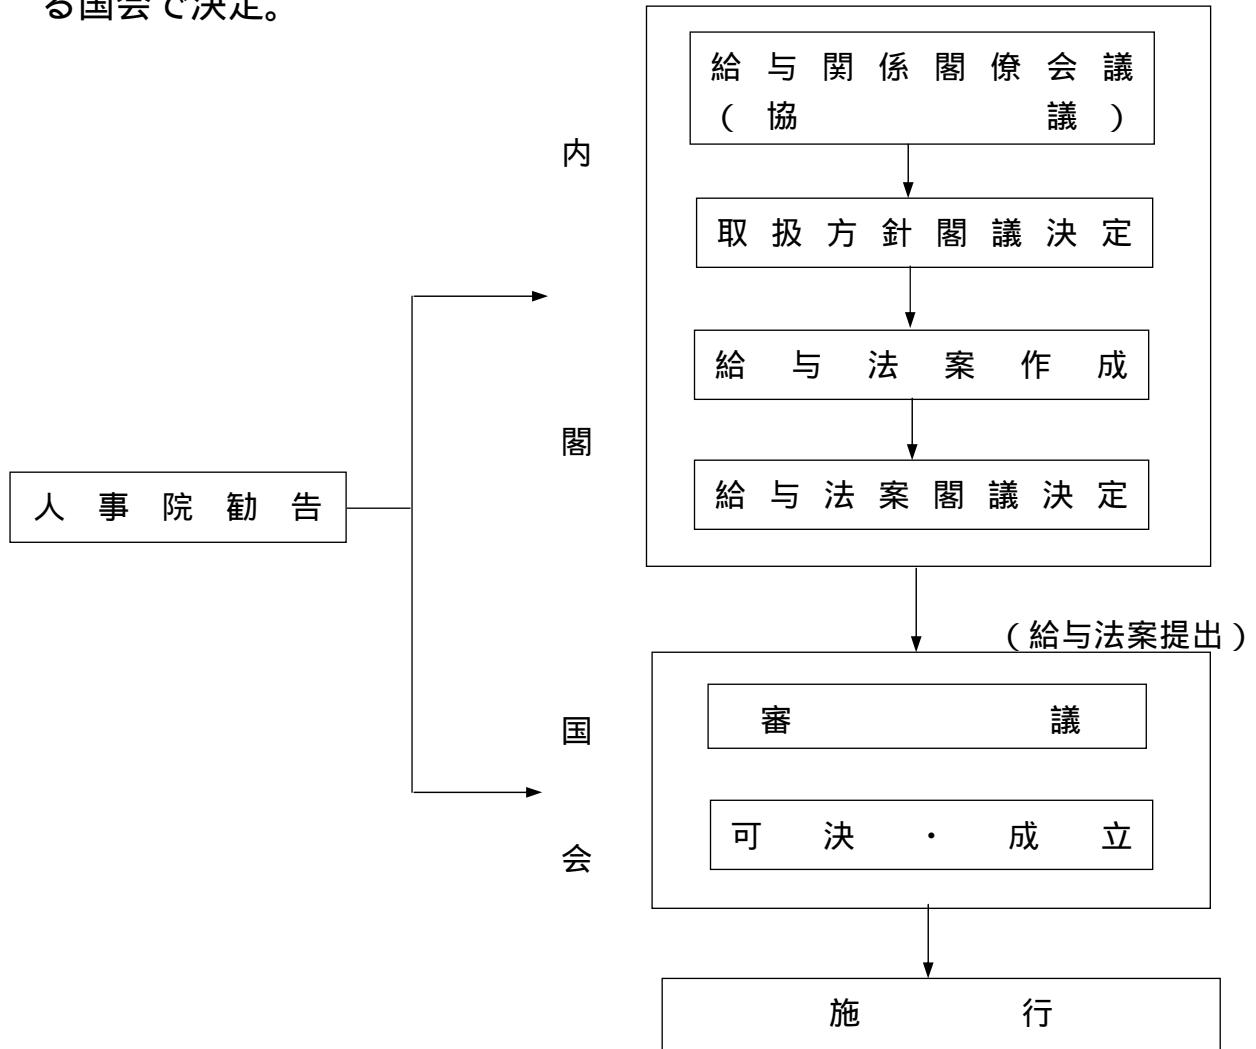 る国会で決定。
給与関係閣僚会議
(協議)
内
取扱方針閣議決定
給与法案作成
閣
給与法案閣議決定
人事院勧告
(給与法案提出)
国
審議
可決・成立
会
施行